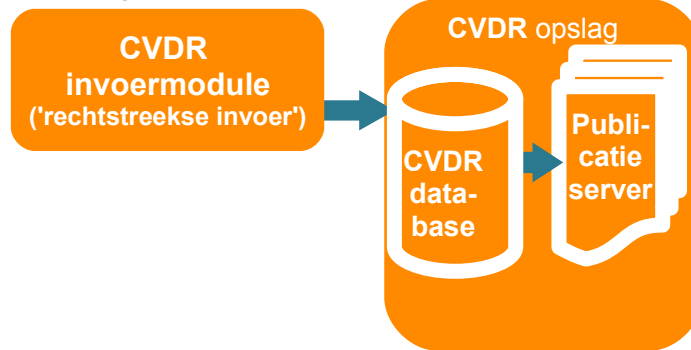 CVDR
invoermodule
('rechtstreekse invoer')
CVDR opslag
CVDR
data-
base
Publi-
catie
server